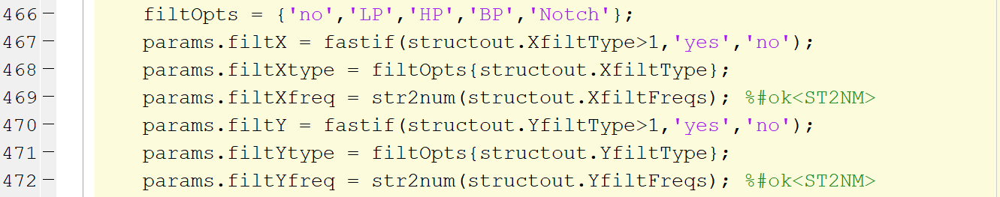 466 - filtOpts = {'no','LP','HP','BP','Notch'};
467 - params.filtX = fastif(structout.XfiltType>1,'yes','no');
468 - params.filtXtype = filtOpts{structout.XfiltType};
469 - params.filtXfreq = str2num(structout.XfiltFreqs); %#ok<ST2NM>
470 - params.filtY = fastif(structout.YfiltType>1,'yes','no');
471 - params.filtYtype = filtOpts{structout.YfiltType};
472 - params.filtYfreq = str2num(structout.YfiltFreqs); %#ok<ST2NM>